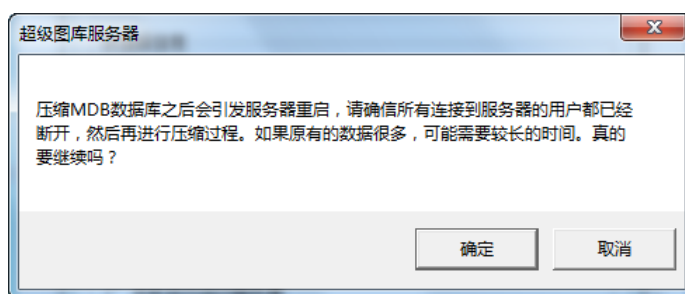 超级图库服务器
压缩MDB数据库之后会引发服务器重启，请确信所有连接到服务器的用户都已经
断开，然后再进行压缩过程。如果原有的数据很多，可能需要较长的时间。真的
要继续吗？
确定
取消